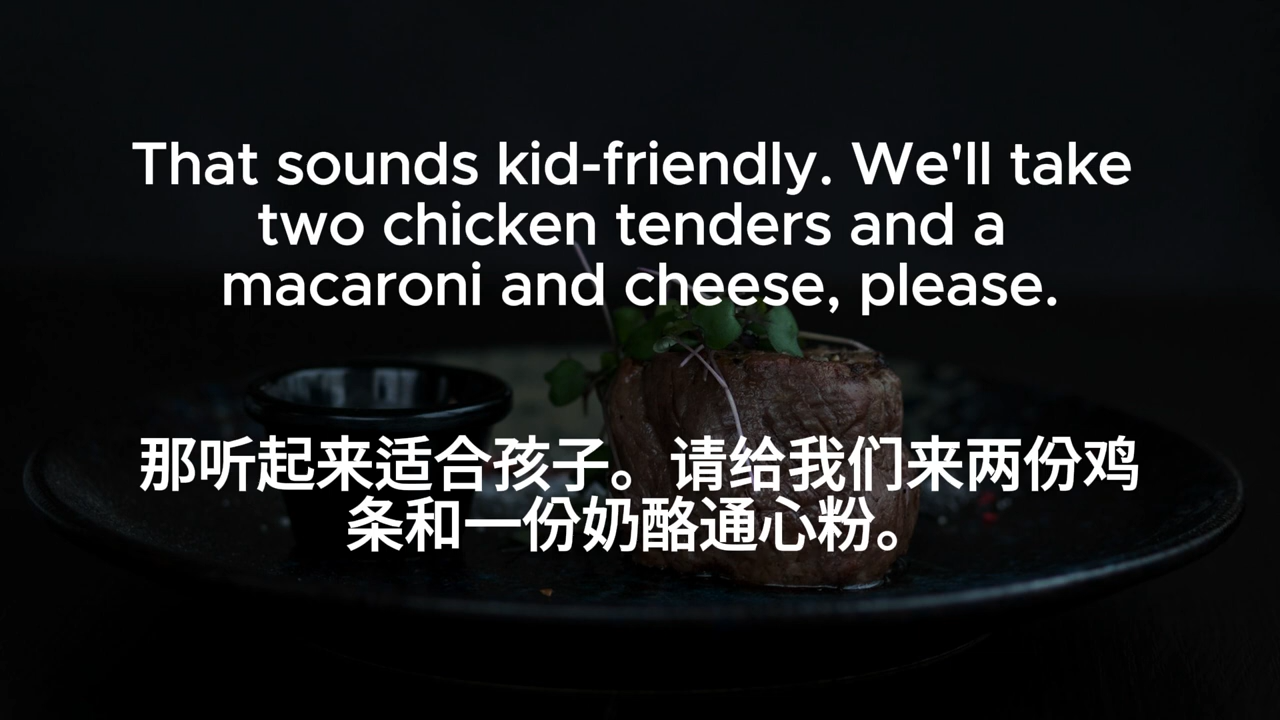 That sounds kid-friendly. We'll take
two chicken tenders and a
macaroni and cheese, please.
那听起来适合孩子。请给我们来两份鸡
条和一份奶酪通心粉。